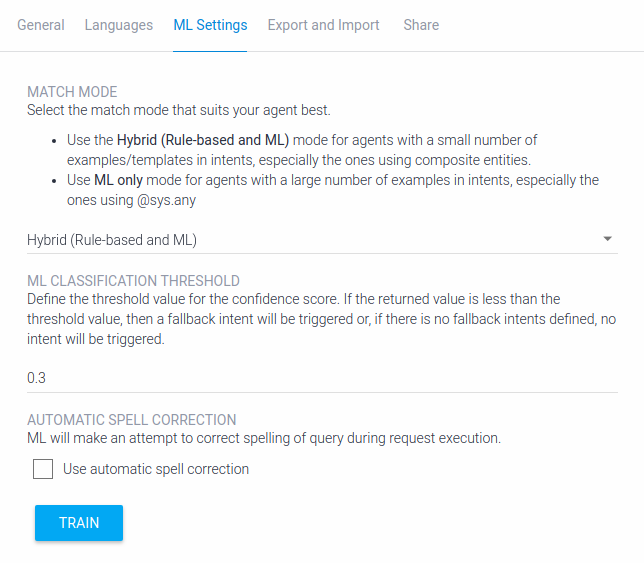 General Languages ML Settings Export and Import Share
MATCH MODE
Select the match mode that suits your agent best.
• Use the Hybrid (Rule-based and ML) mode for agents with a small number of
examples/templates in intents, especially the ones using composite entities.
• Use ML only mode for agents with a large number of examples in intents, especially the
ones using @sys.any
Hybrid (Rule-based and ML)
ML CLASSIFICATION THRESHOLD
Define the threshold value for the confidence score. If the returned value is less than the
threshold value, then a fallback intent will be triggered or, if there is no fallback intents defined, no
intent will be triggered.
0.3
AUTOMATIC SPELL CORRECTION
ML will make an attempt to correct spelling of query during request execution.
Use automatic spell correction
TRAIN